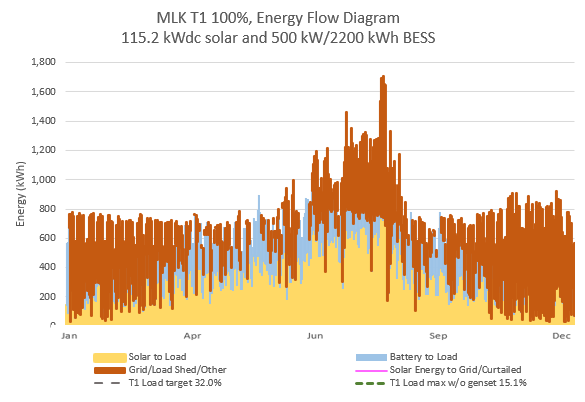 MLK T1 100%, Energy Flow Diagram
115.2 kWdc solar and 500 kW/2200 kWh BESS
Energy (kWh)
1,800
1,600
1,400
1,200
1,000
800
600
400
200
0
Jan Apr Jun Sep Dec
Solar to Load Battery to Load
Grid/Load Shed/Other Solar Energy to Grid/Curtailed
T1 Load target 32.0% T1 Load max w/o genset 15.1%